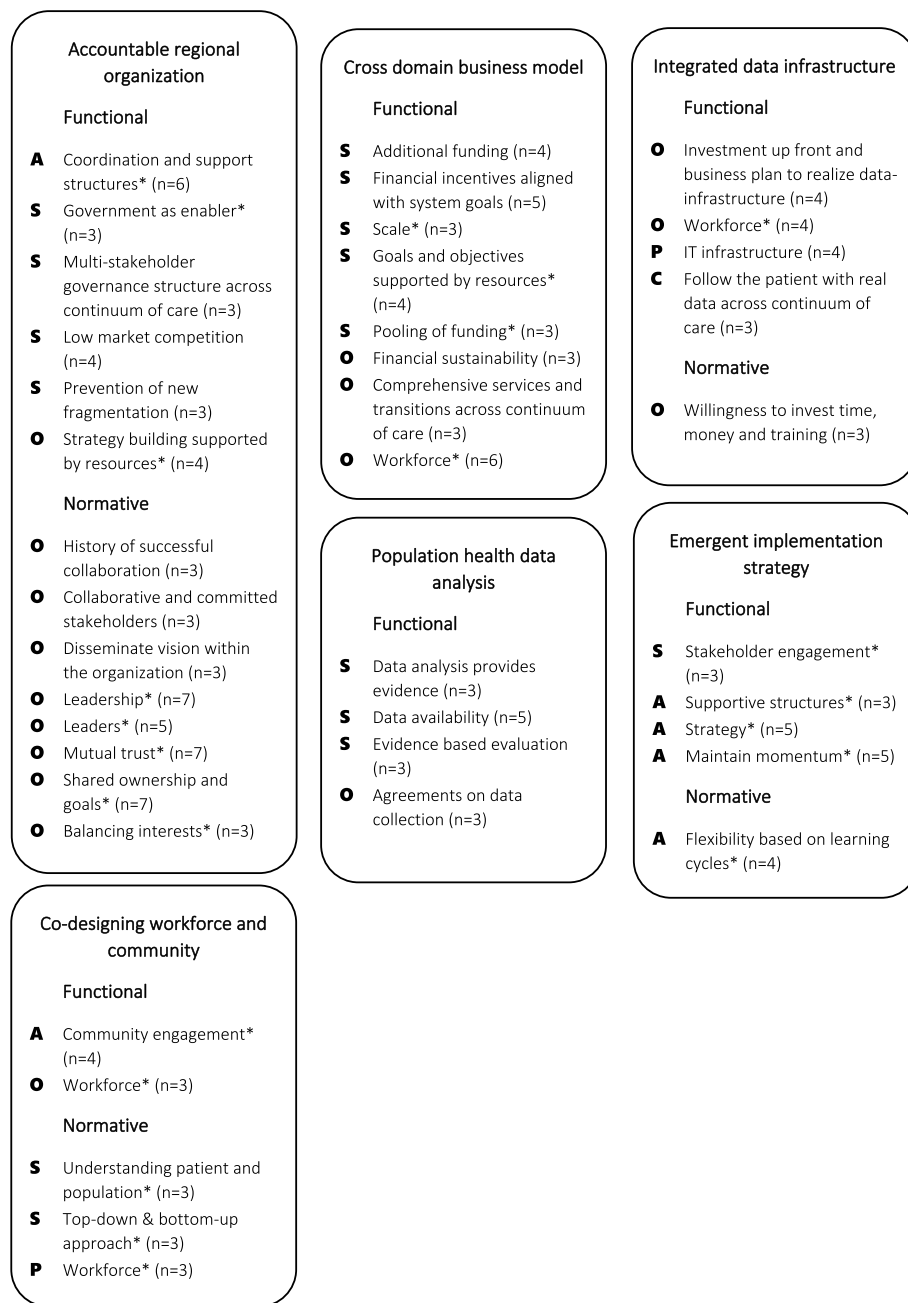 Accountable regional
organization
Functional
A Coordination and support
structures* (n=6)
S Government as enabler*
(n=3)
S Multi-stakeholder
governance structure across
continuum of care (n=3)
S Low market competition
(n=4)
S Prevention of new
fragmentation (n=3)
O Strategy building supported
by resources* (n=4)
Normative
O History of successful
collaboration (n=3)
O Collaborative and committed
stakeholders (n=3)
O Disseminate vision within
the organization (n=3)
O Leadership* (n=7)
O Leaders* (n=5)
O Mutual trust* (n=7)
O Shared ownership and
goals* (n=7)
O Balancing interests* (n=3)
Cross domain business model
Functional
S Additional funding (n=4)
S Financial incentives aligned
with system goals (n=5)
S Scale* (n=3)
S Goals and objectives
supported by resources*
(n=4)
S Pooling of funding* (n=3)
O Financial sustainability (n=3)
O Comprehensive services and
transitions across continuum
of care (n=3)
O Workforce* (n=6)
Integrated data infrastructure
Functional
O Investment up front and
business plan to realize data-
infrastructure (n=4)
O Workforce* (n=4)
P IT infrastructure (n=4)
C Follow the patient with real
data across continuum of
care (n=3)
Normative
O Willingness to invest time,
money and training (n=3)
Population health data
analysis
Functional
S Data analysis provides
evidence (n=3)
S Data availability (n=5)
S Evidence based evaluation
(n=3)
O Agreements on data
collection (n=3)
Emergent implementation
strategy
Functional
S Stakeholder engagement*
(n=3)
A Supportive structures* (n=3)
A Strategy* (n=5)
A Maintain momentum* (n=5)
Normative
A Flexibility based on learning
cycles* (n=4)
Co-designing workforce and
community
Functional
A Community engagement*
(n=4)
O Workforce* (n=3)
Normative
S Understanding patient and
population* (n=3)
S Top-down & bottom-up
approach* (n=3)
P Workforce* (n=3)